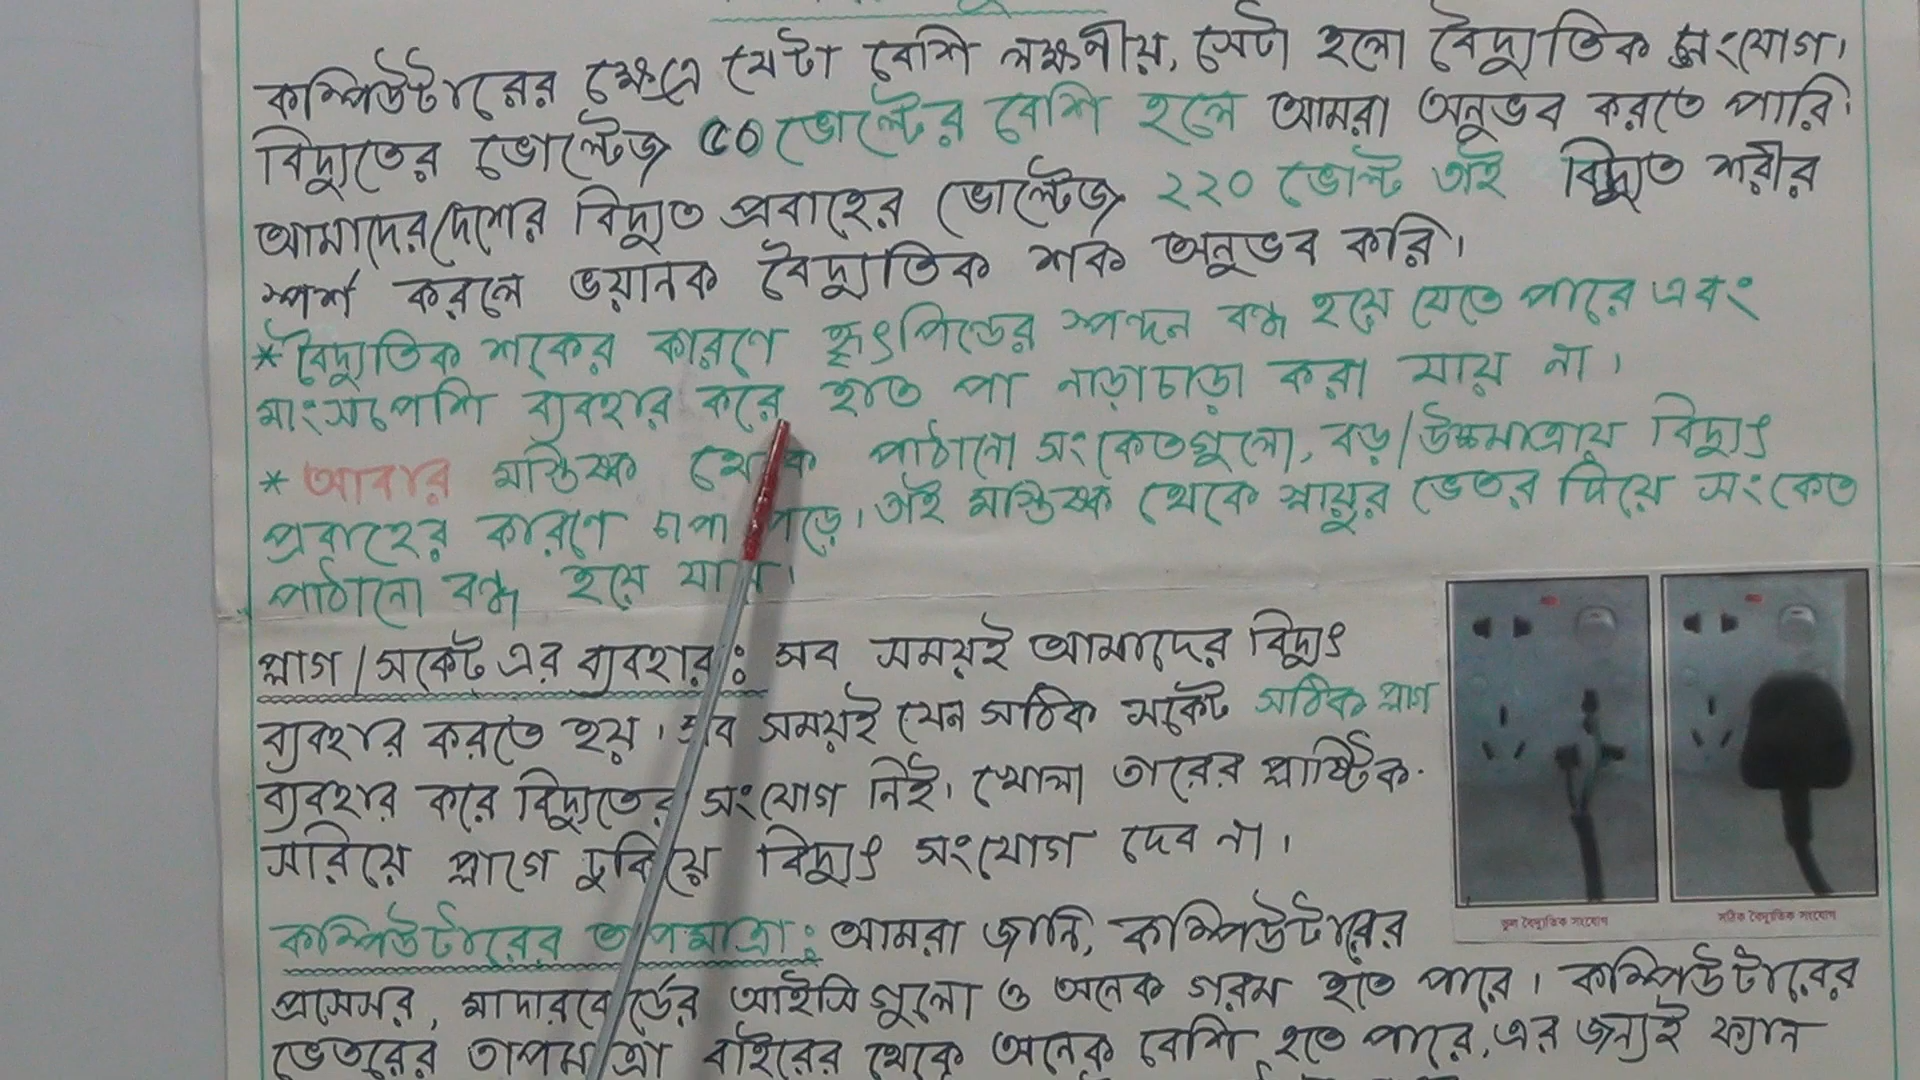 কম্পিউটারের ক্ষেত্রে যেটা বেশি লক্ষণীয়, সেটা হলো বৈদ্যুতিক সংযোগ।
বিদ্যুতের ভোল্টেজ ৫০ ভোল্টের বেশি হলে আমরা অনুভব করতে পারি।
আমাদেরদেশের বিদ্যুত প্রবাহের ভোল্টেজ ২২০ ভোল্ট তাই বিদ্যুত শরীর
স্পর্শ করলে ভয়ানক বৈদ্যুতিক শক অনুভব করি।
* বৈদ্যুতিক শকের কারণে হৃৎপিন্ডের স্পন্দন বন্ধ হয়ে যেতে পারে এবং
মাংসপেশি ব্যবহার করে হাত পা নাড়াচাড়া করা যায় না।
* আবার মস্তিষ্ক থেকে পাঠানো সংকেতগুলো, বড়/উচ্চমাত্রায় বিদ্যুৎ
প্রবাহের কারণে চাপা পড়ে। তাই মস্তিষ্ক থেকে স্নায়ুর ভেতর দিয়ে সংকেত
পাঠানো বন্ধ হয়ে যায়।
প্লাগ/সকেট এর ব্যবহার: সব সময়ই আমাদের বিদ্যুৎ
ব্যবহার করতে হয়। সব সময়ই যেন সঠিক সকেট সঠিক প্লাগ
ব্যবহার করে বিদ্যুতের সংযোগ নিই। খোলা তারের প্লাষ্টিক
সরিয়ে প্লাগে ঢুকিয়ে বিদ্যুৎ সংযোগ দেব না।
ভুল বৈদ্যুতিক সংযোগ
সঠিক বৈদ্যুতিক সংযোগ
কম্পিউটারের তাপমাত্রা: আমরা জানি, কম্পিউটারের
প্রসেসর, মাদারবোর্ডের আইসিগুলো ও অনেক গরম হতে পারে। কম্পিউটারের
ভেতরের তাপমাত্রা বাইরের থেকে অনেক বেশি হতে পারে, এর জন্যই ফ্যান